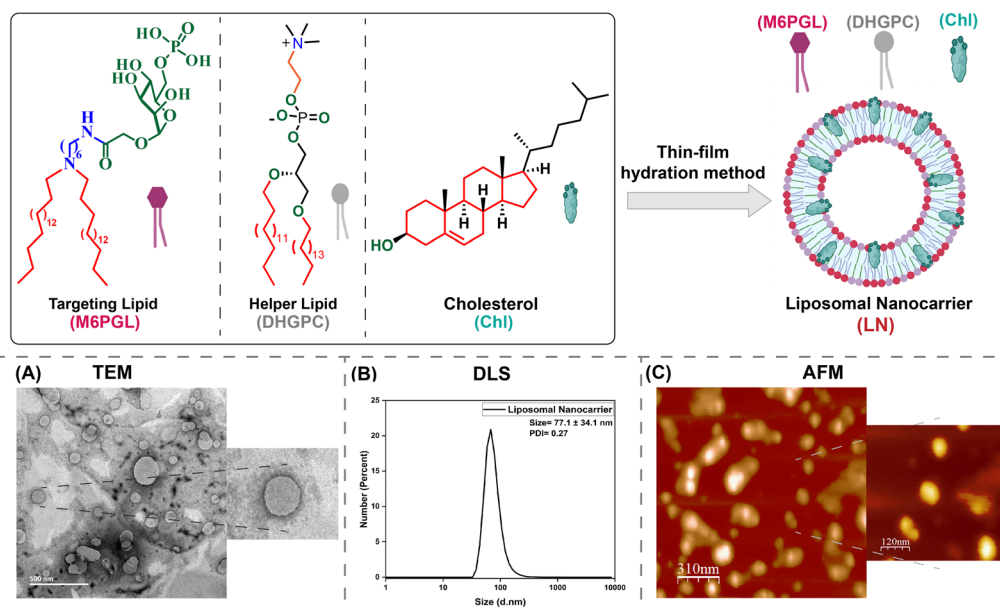 O
HO
P
OH
OH
O
HO
HO
OH
O
O
H
N
O
O
( )6
N
( )12
( )12
Targeting Lipid
(M6PGL)
+
N
O
-O
P
O
O
O
O
( )11
( )13
Helper Lipid
(DHGPC)
H
H
H
H
HO
Cholesterol
(Chl)
Thin-film
hydration method
(M6PGL)
(DHGPC)
(Chl)
Liposomal Nanocarrier
(LN)
(A)
TEM
500 nm
(B)
DLS
Liposomal Nanocarrier
Size= 77.1 ± 34.1 nm
PDI= 0.27
Number (Percent)
25
20
15
10
5
0
1 10 100 1000 10000
Size (d.nm)
(C)
AFM
310nm
120nm